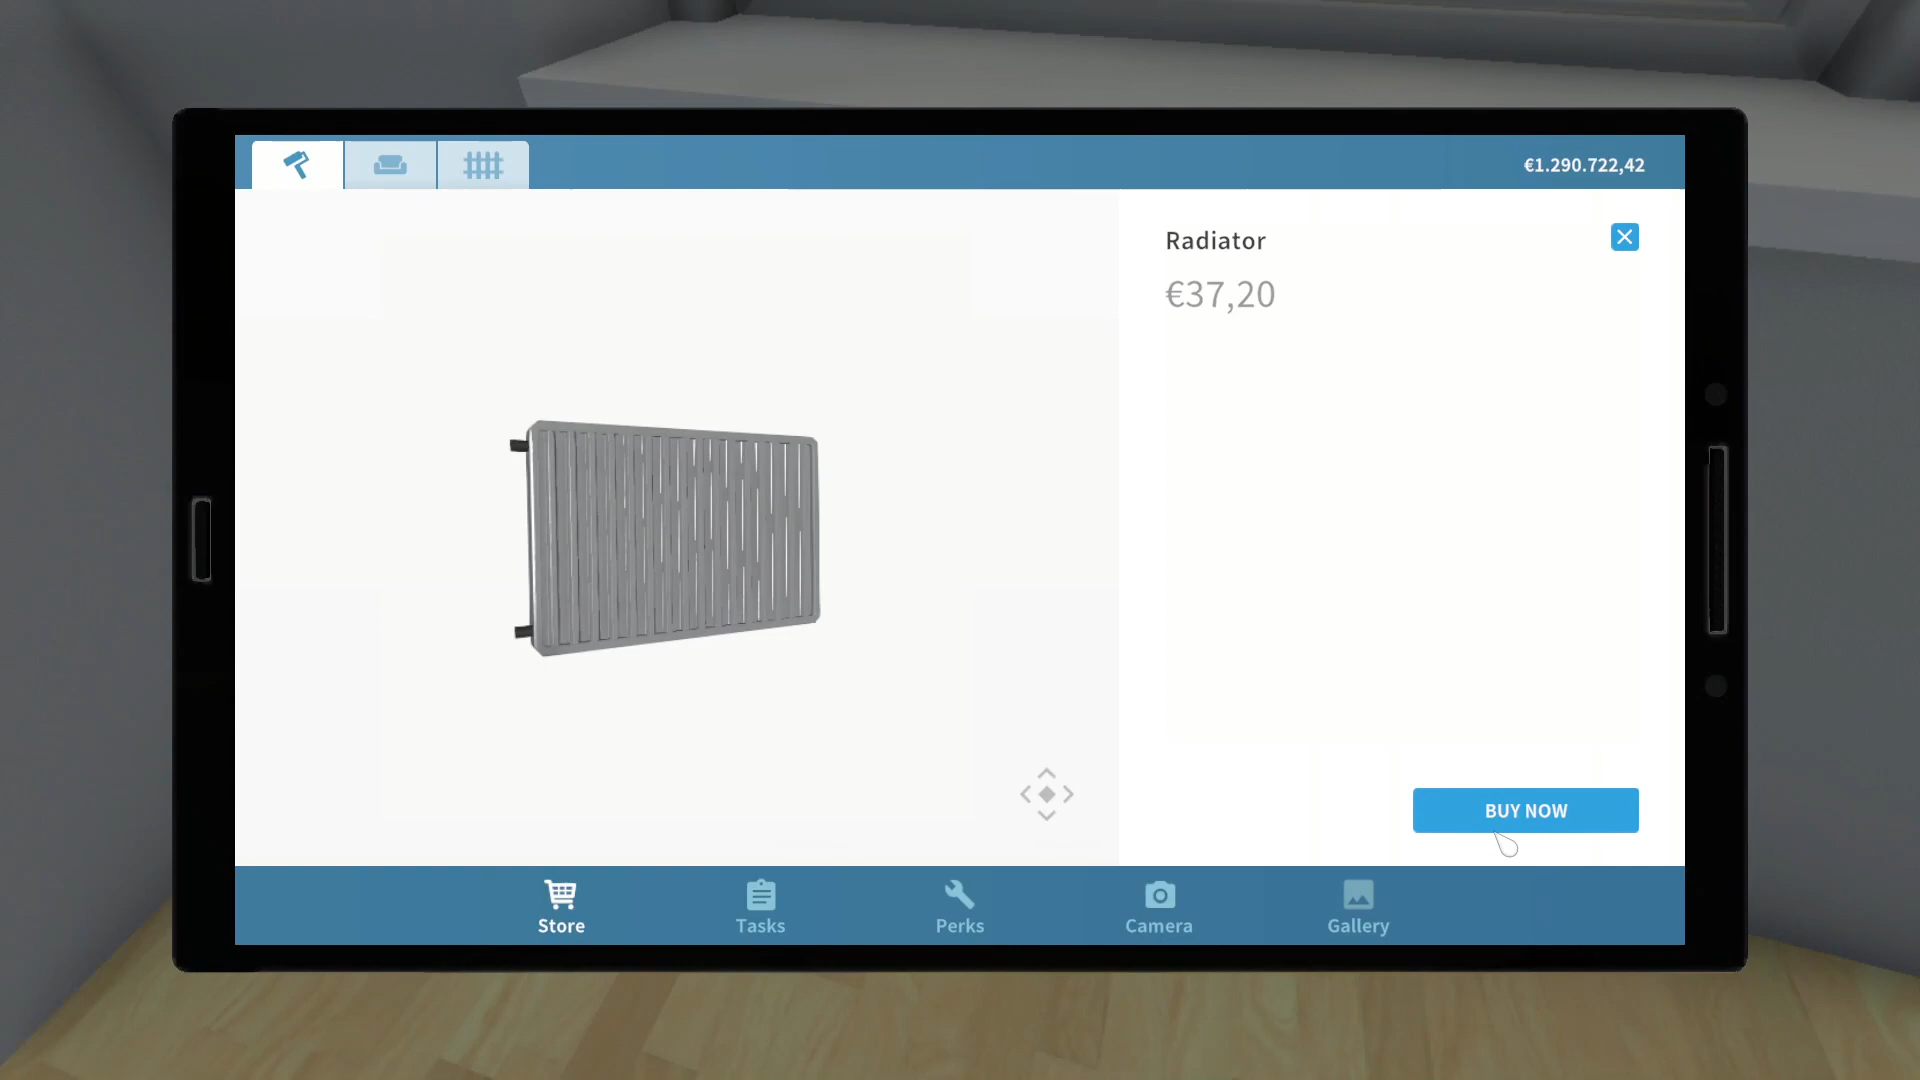 €1.290.722,42
Radiator
€37,20
BUY NOW
Store
Tasks
Perks
Camera
Gallery